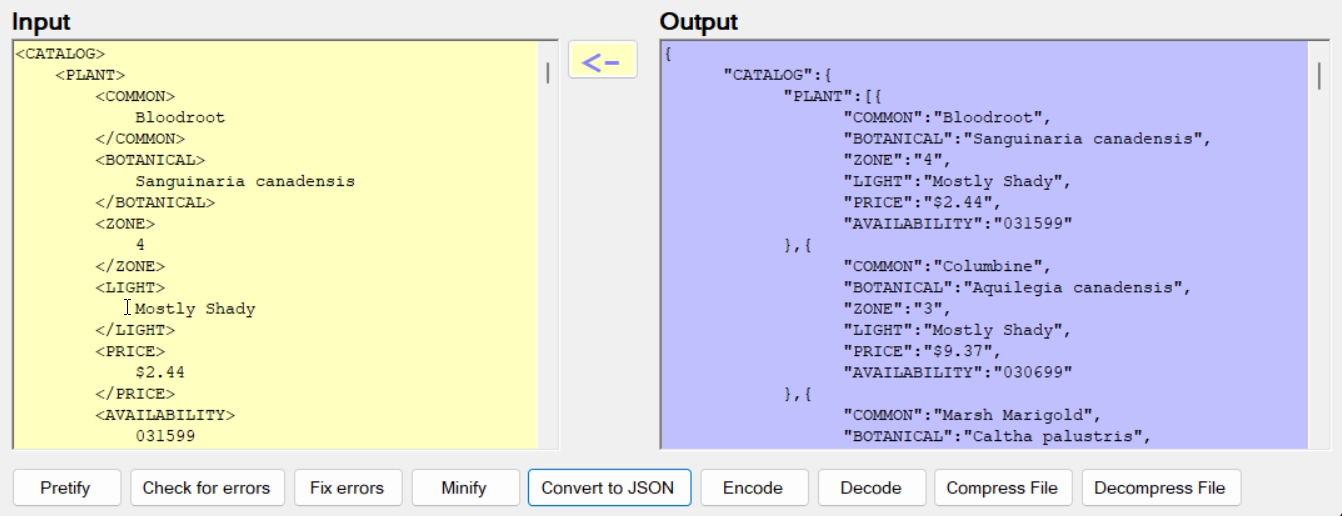 Input
<CATALOG>
<PLANT>
<COMMON>
Bloodroot
</COMMON>
<BOTANICAL>
Sanguinaria canadensis
</BOTANICAL>
<ZONE>
4
</ZONE>
<LIGHT>
Mostly Shady
</LIGHT>
<PRICE>
$2.44
</PRICE>
<AVAILABILITY>
031599
<-
Output
{
"CATALOG":{
"PLANT":[{
"COMMON":"Bloodroot",
"BOTANICAL":"Sanguinaria canadensis",
"ZONE":"4",
"LIGHT":"Mostly Shady",
"PRICE":"$2.44",
"AVAILABILITY":"031599"
},{
"COMMON":"Columbine",
"BOTANICAL":"Aquilegia canadensis",
"ZONE":"3",
"LIGHT":"Mostly Shady",
"PRICE":"$9.37",
"AVAILABILITY":"030699"
},{
"COMMON":"Marsh Marigold",
"BOTANICAL":"Caltha palustris",
Pretify
Check for errors
Fix errors
Minify
Convert to JSON
Encode
Decode
Compress File
Decompress File